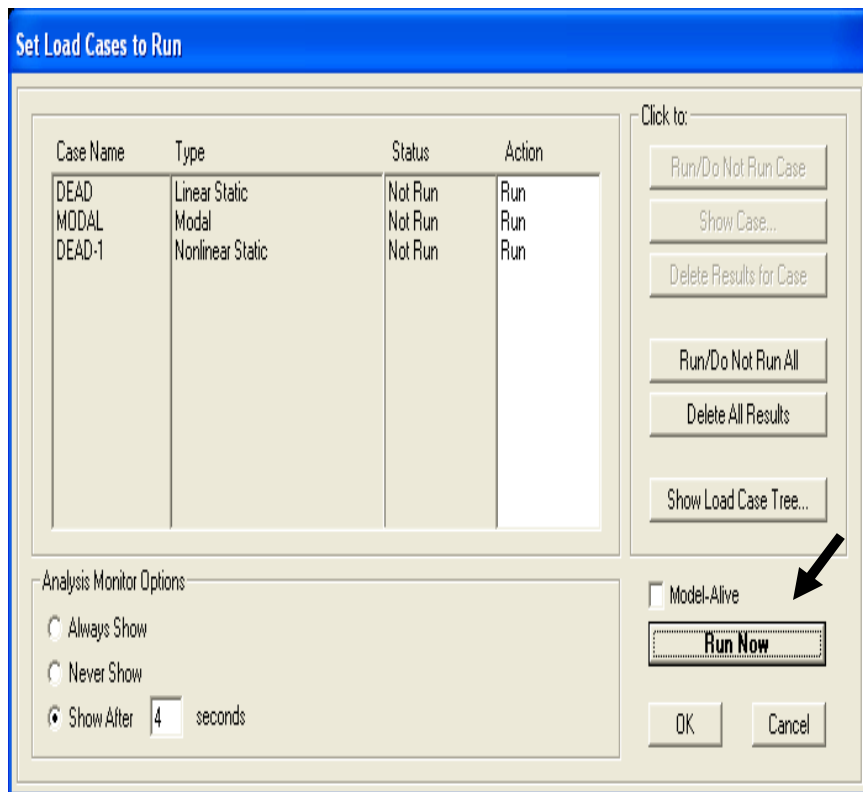 Set Load Cases to Run
Click to:
Case Name Type Status Action
DEAD Linear Static Not Run Run
MODAL Modal Not Run Run
DEAD-1 Nonlinear Static Not Run Run
Run/Do Not Run Case
Show Case...
Delete Results for Case
Run/Do Not Run All
Delete All Results
Show Load Case Tree...
Analysis Monitor Options
Always Show
Never Show
Show After 4 seconds
Model-Alive
Run Now
OK Cancel